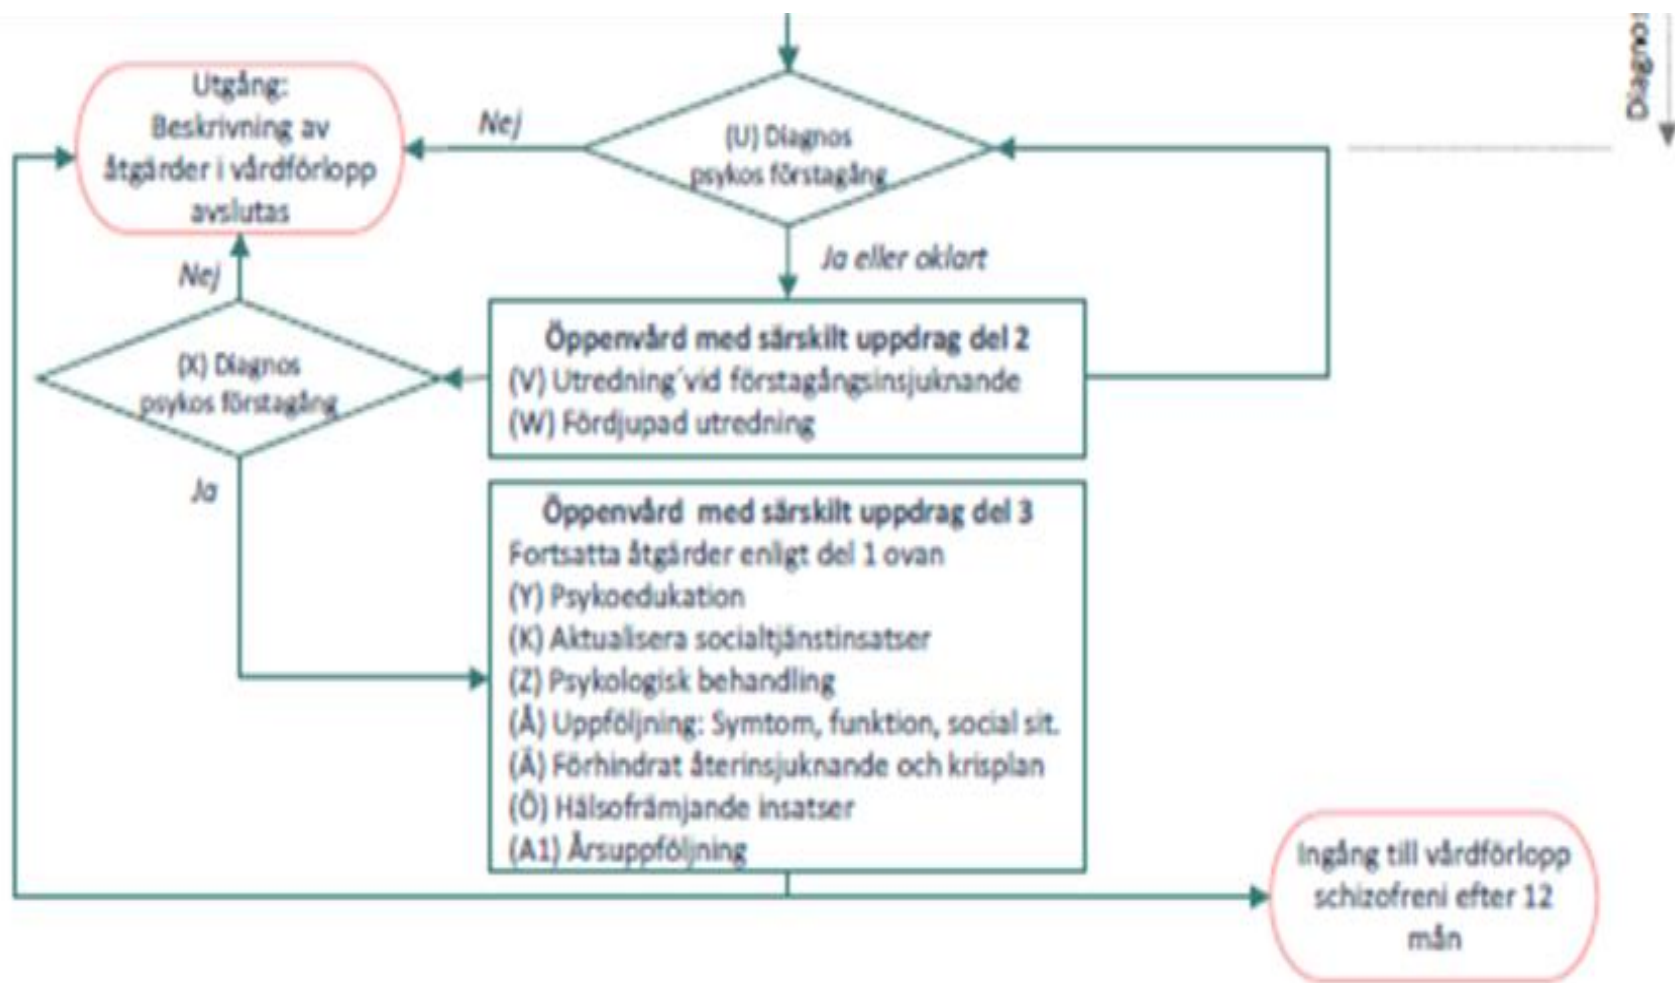 Utgång:
Beskrivning av
åtgärder i vårdförlopp
avslutas
Nej
(U) Diagnos
psykos förstagång
Ja eller oklart
Nej
(X) Diagnos
psykos förstagång
Ja
Öppenvård med särskilt uppdrag del 2
(V) Utredning´vid förstagångsinsjuknande
(W) Fördjupad utredning
Öppenvård med särskilt uppdrag del 3
Fortsatta åtgärder enligt del 1 ovan
(Y) Psykoedukation
(K) Aktualisera socialtjänstinsatser
(Z) Psykologisk behandling
(Å) Uppföljning: Symtom, funktion, social sit.
(Ä) Förhindrat återinsjuknande och krisplan
(Ö) Hälsofrämjande insatser
(A1) Årsuppföljning
Ingång till vårdförlopp
schizofreni efter 12
mån